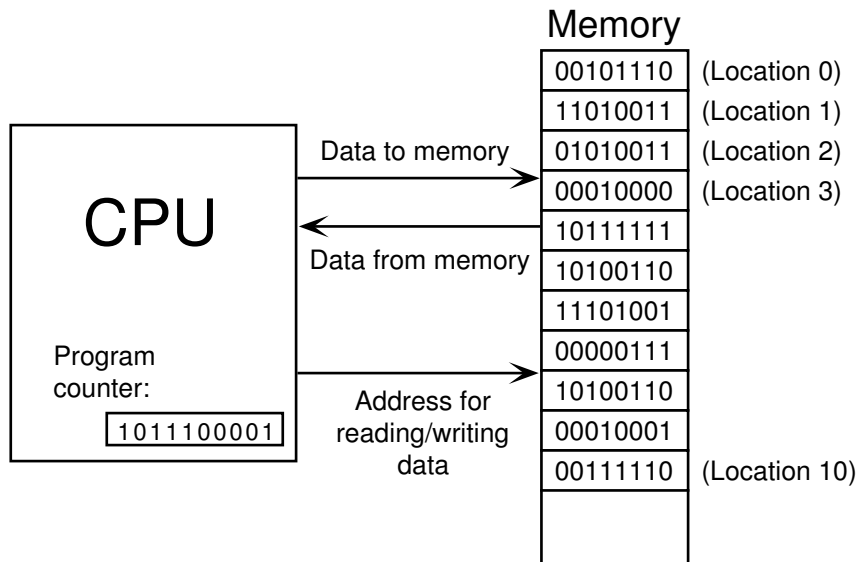 Memory
00101110 (Location 0)
11010011 (Location 1)
01010011 (Location 2)
00010000 (Location 3)
10111111
10100110
11101001
00000111
10100110
00010001
00111110 (Location 10)
CPU
Program
counter:
1011100001
Data to memory
Data from memory
Address for
reading/writing
data